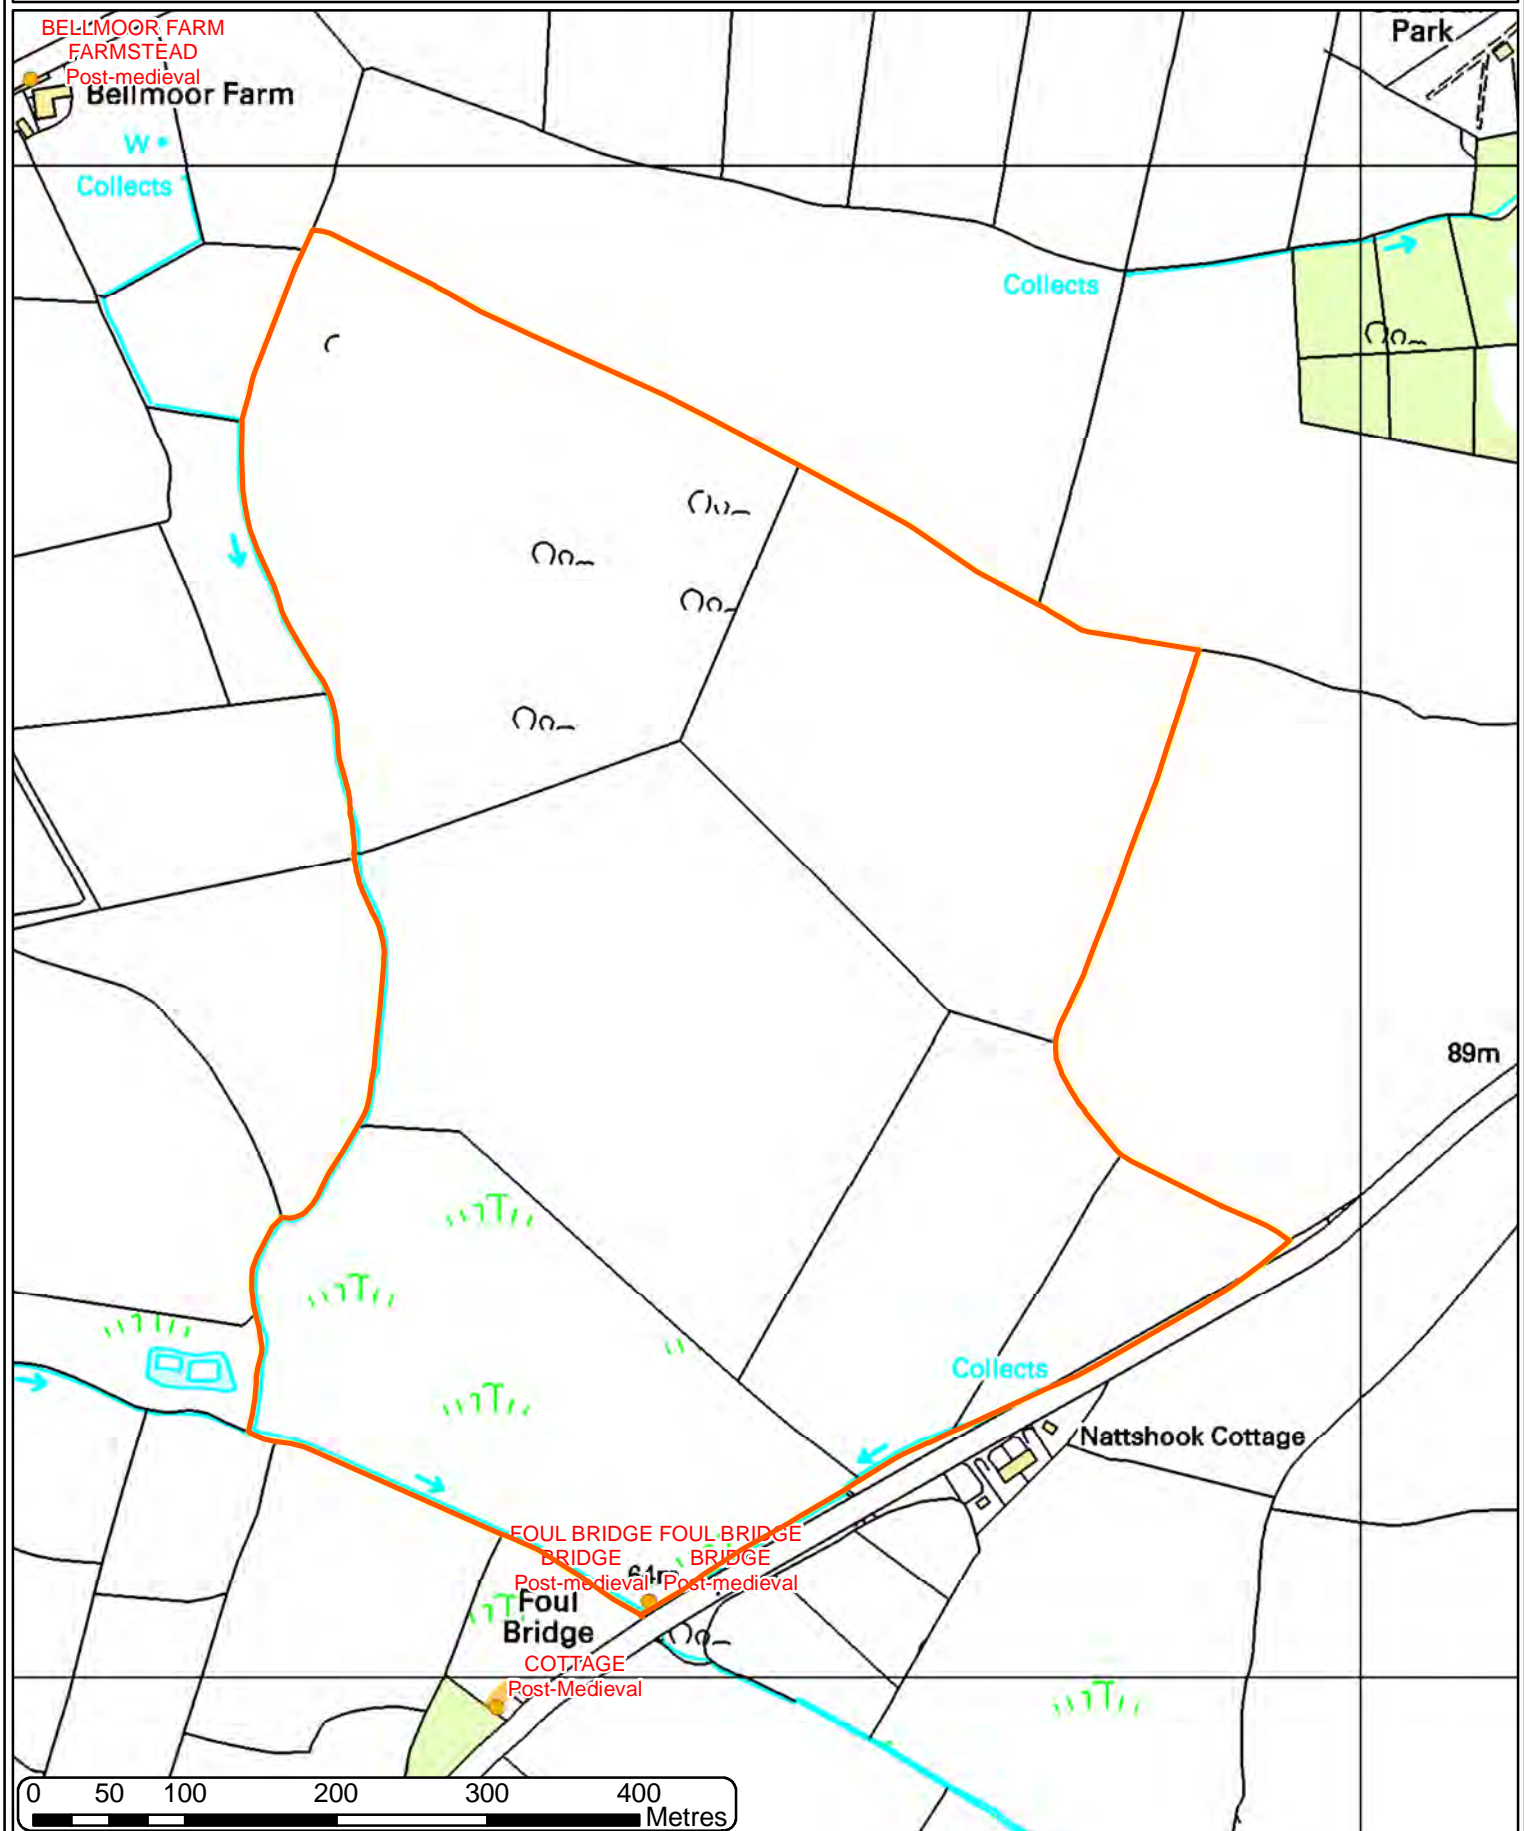 BELLMOOR FARM
FARMSTEAD
Post-medieval
Bellmoor Farm
Park
W
Collects
Collects
89m
Collects
Nattshook Cottage
FOUL BRIDGE FOUL BRIDGE
BRIDGE BRIDGE
Post-medieval Post-medieval
Foul
Bridge
COTTAGE
Post-Medieval
0 50 100 200 300 400
Metres